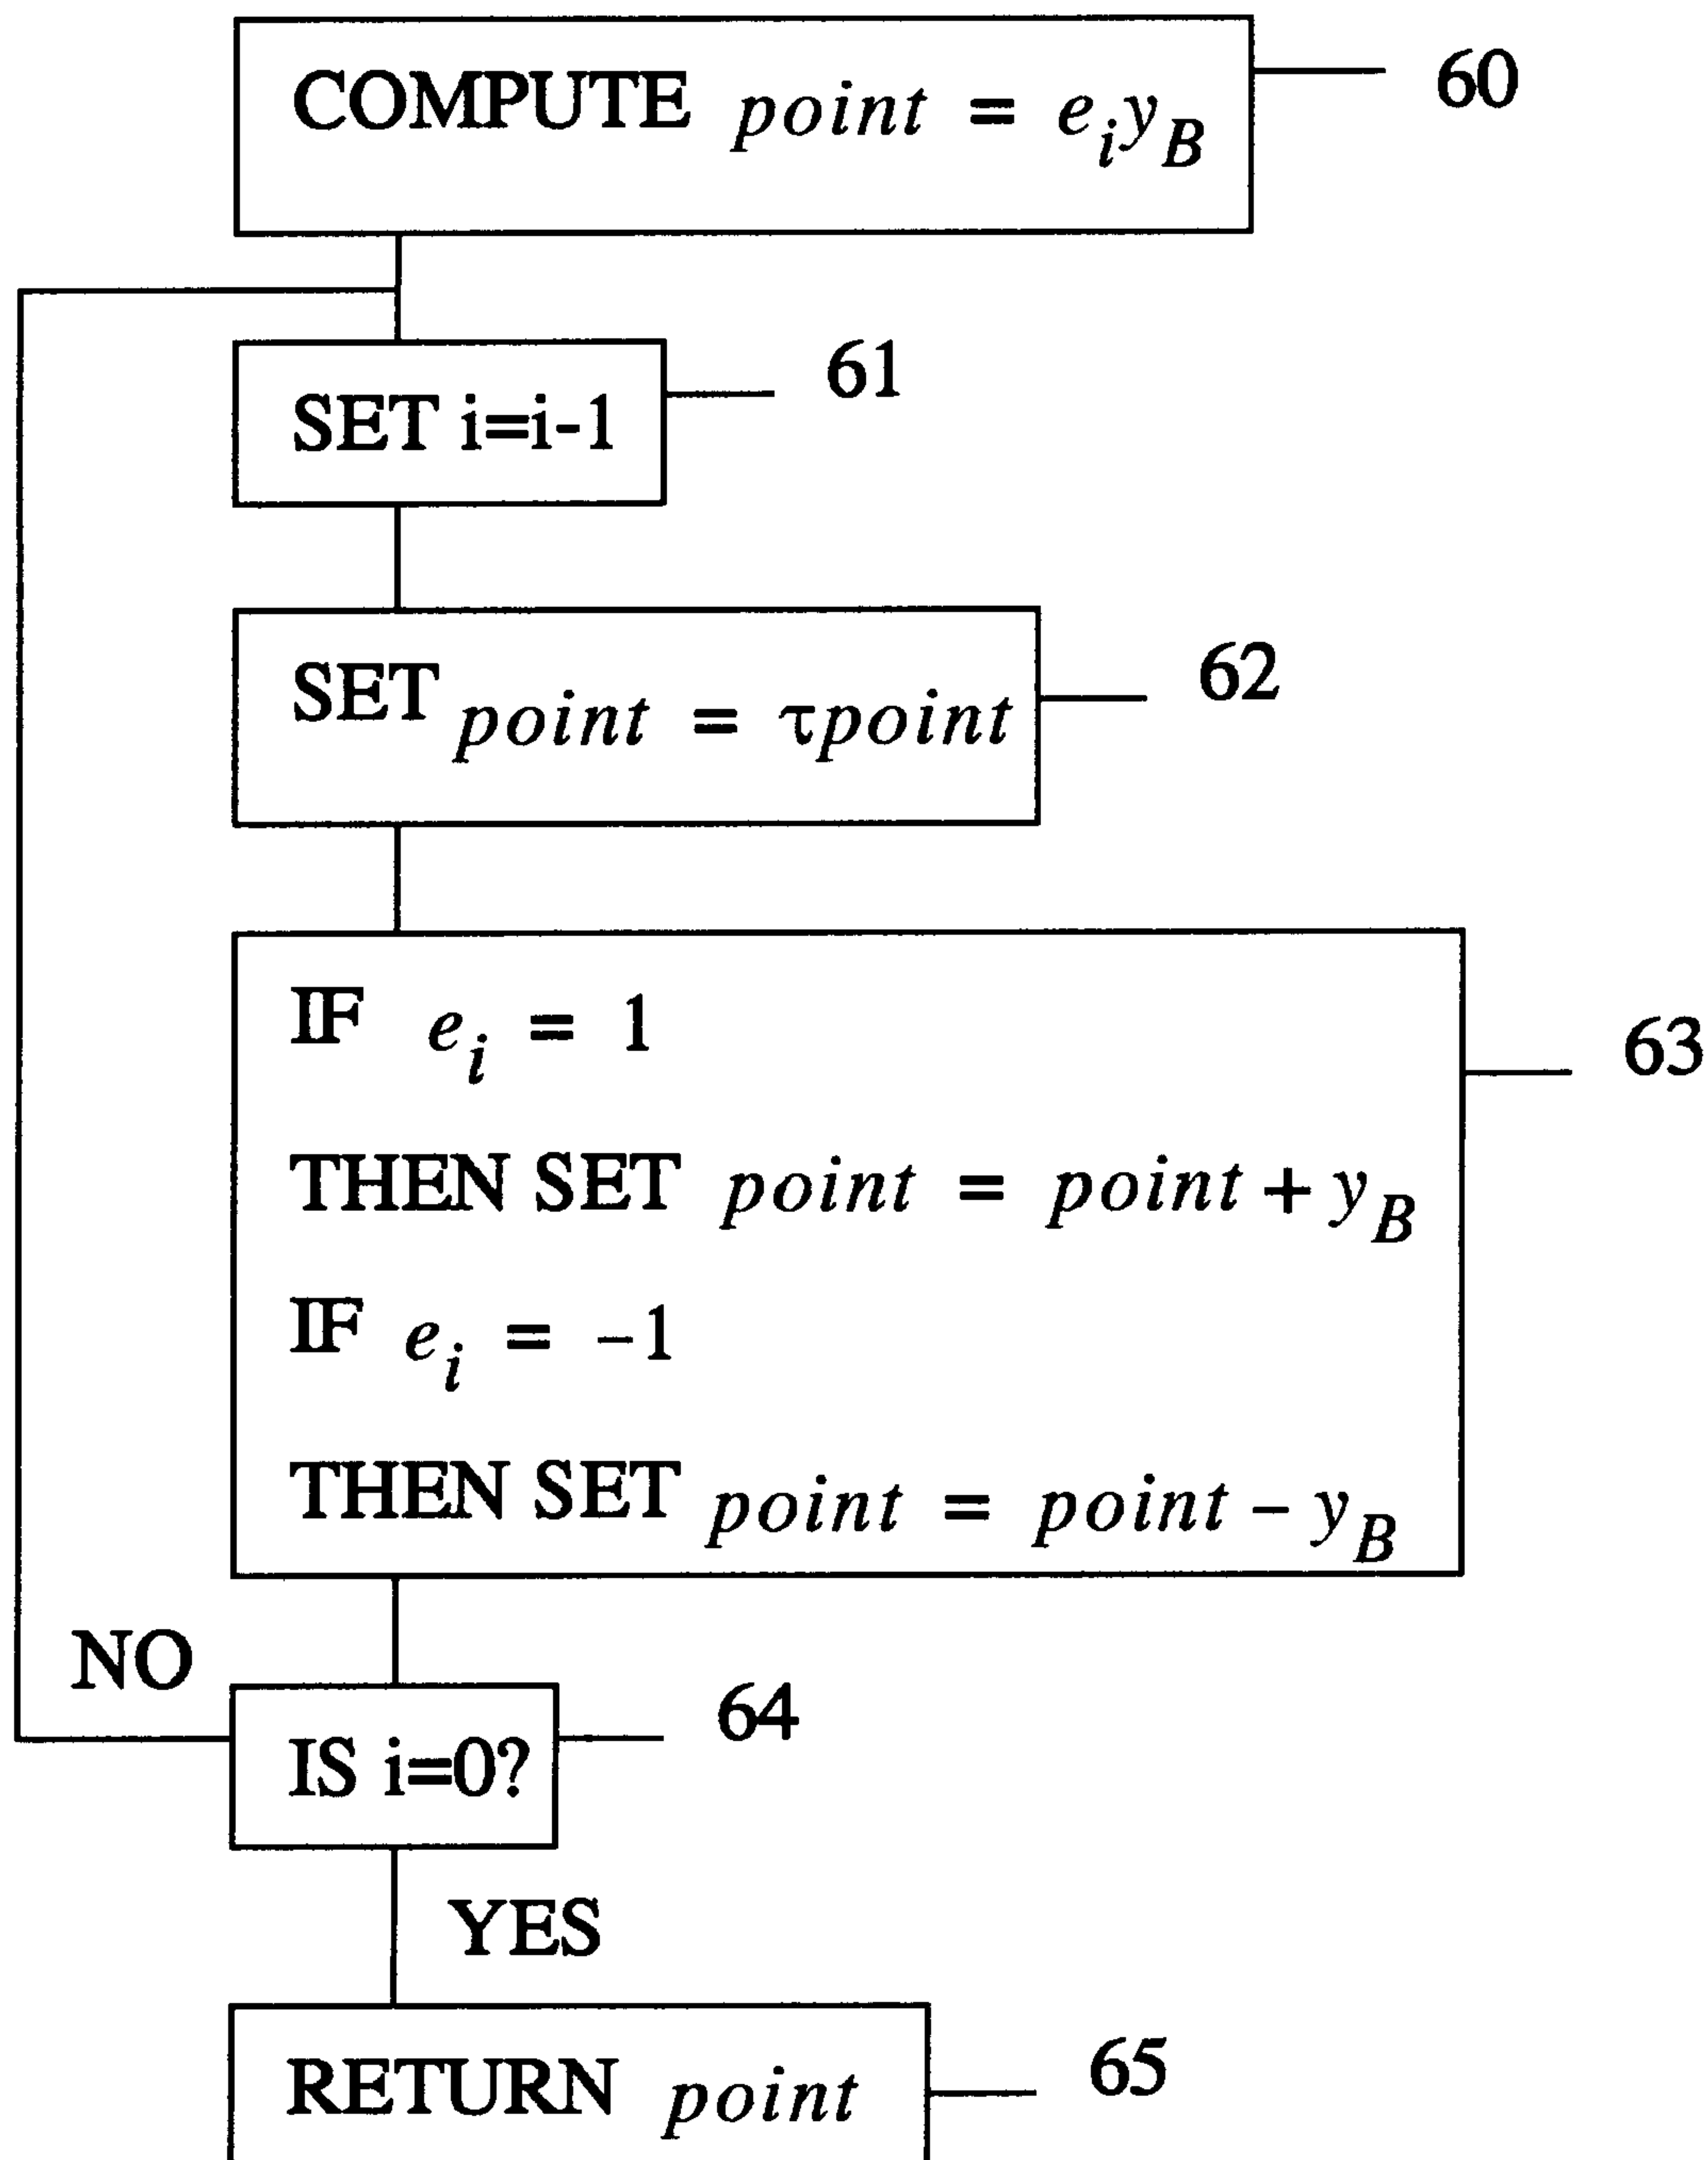 COMPUTE point = e_i y_B
60
SET i=i-1
61
SET point = τpoint
62
IF e_i = 1
THEN SET point = point + y_B
IF e_i = -1
THEN SET point = point - y_B
63
NO
IS i=0?
64
YES
RETURN point
65